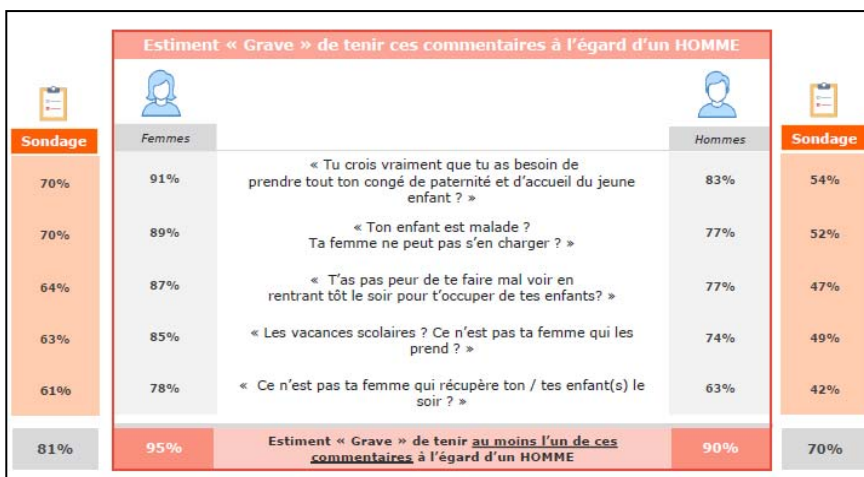 Estiment « Grave » de tenir ces commentaires à l'égard d'un HOMME
Sondage
Femmes
Hommes
Sondage
70%
91%
« Tu crois vraiment que tu as besoin de
prendre tout ton congé de paternité et d'accueil du jeune
enfant ? »
83%
54%
70%
89%
« Ton enfant est malade ?
Ta femme ne peut pas s'en charger ? »
77%
52%
64%
87%
« T'as pas peur de te faire mal voir en
rentrant tôt le soir pour t'occuper de tes enfants? »
77%
47%
63%
85%
« Les vacances scolaires ? Ce n'est pas ta femme qui les
prend ? »
74%
49%
61%
78%
« Ce n'est pas ta femme qui récupère ton / tes enfant(s) le
soir ? »
63%
42%
81%
95%
Estiment « Grave » de tenir au moins l'un de ces
commentaires à l'égard d'un HOMME
90%
70%